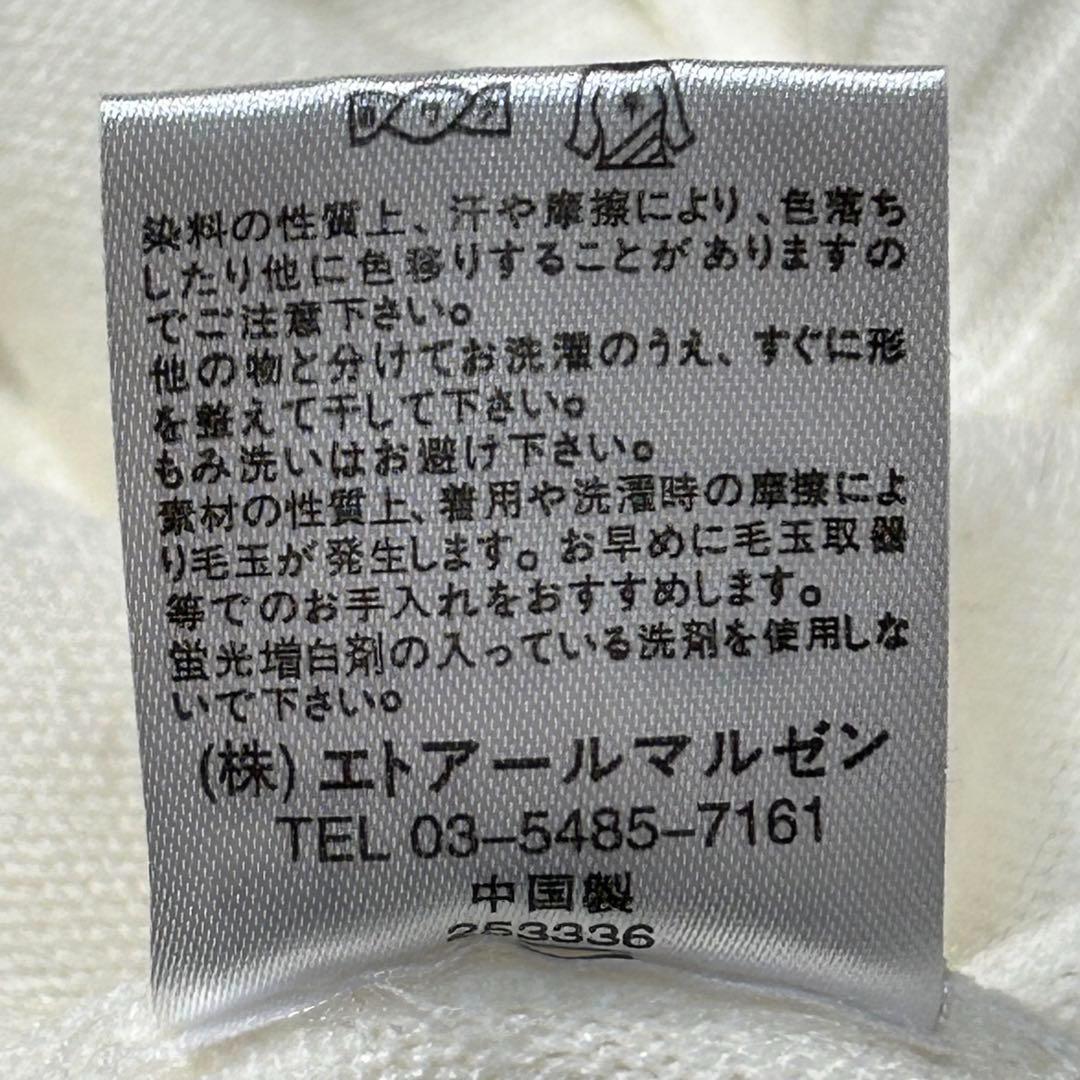 染料の性質上、汗や摩擦により、色落ち
したり他に色移りすることがありますの
でご注意下さい。
他の物と分けてお洗濯のうえ、すぐに形
を整えて干して下さい。
もみ洗いはお避け下さい。
素材の性質上、着用や洗濯時の摩擦によ
り毛玉が発生します。お早めに毛玉取器
等でのお手入れをおすすめします。
蛍光増白剤の入っている洗剤を使用しな
いで下さい。
(株)エトアールマルゼン
TEL 03-5485-7161
中国製
253336